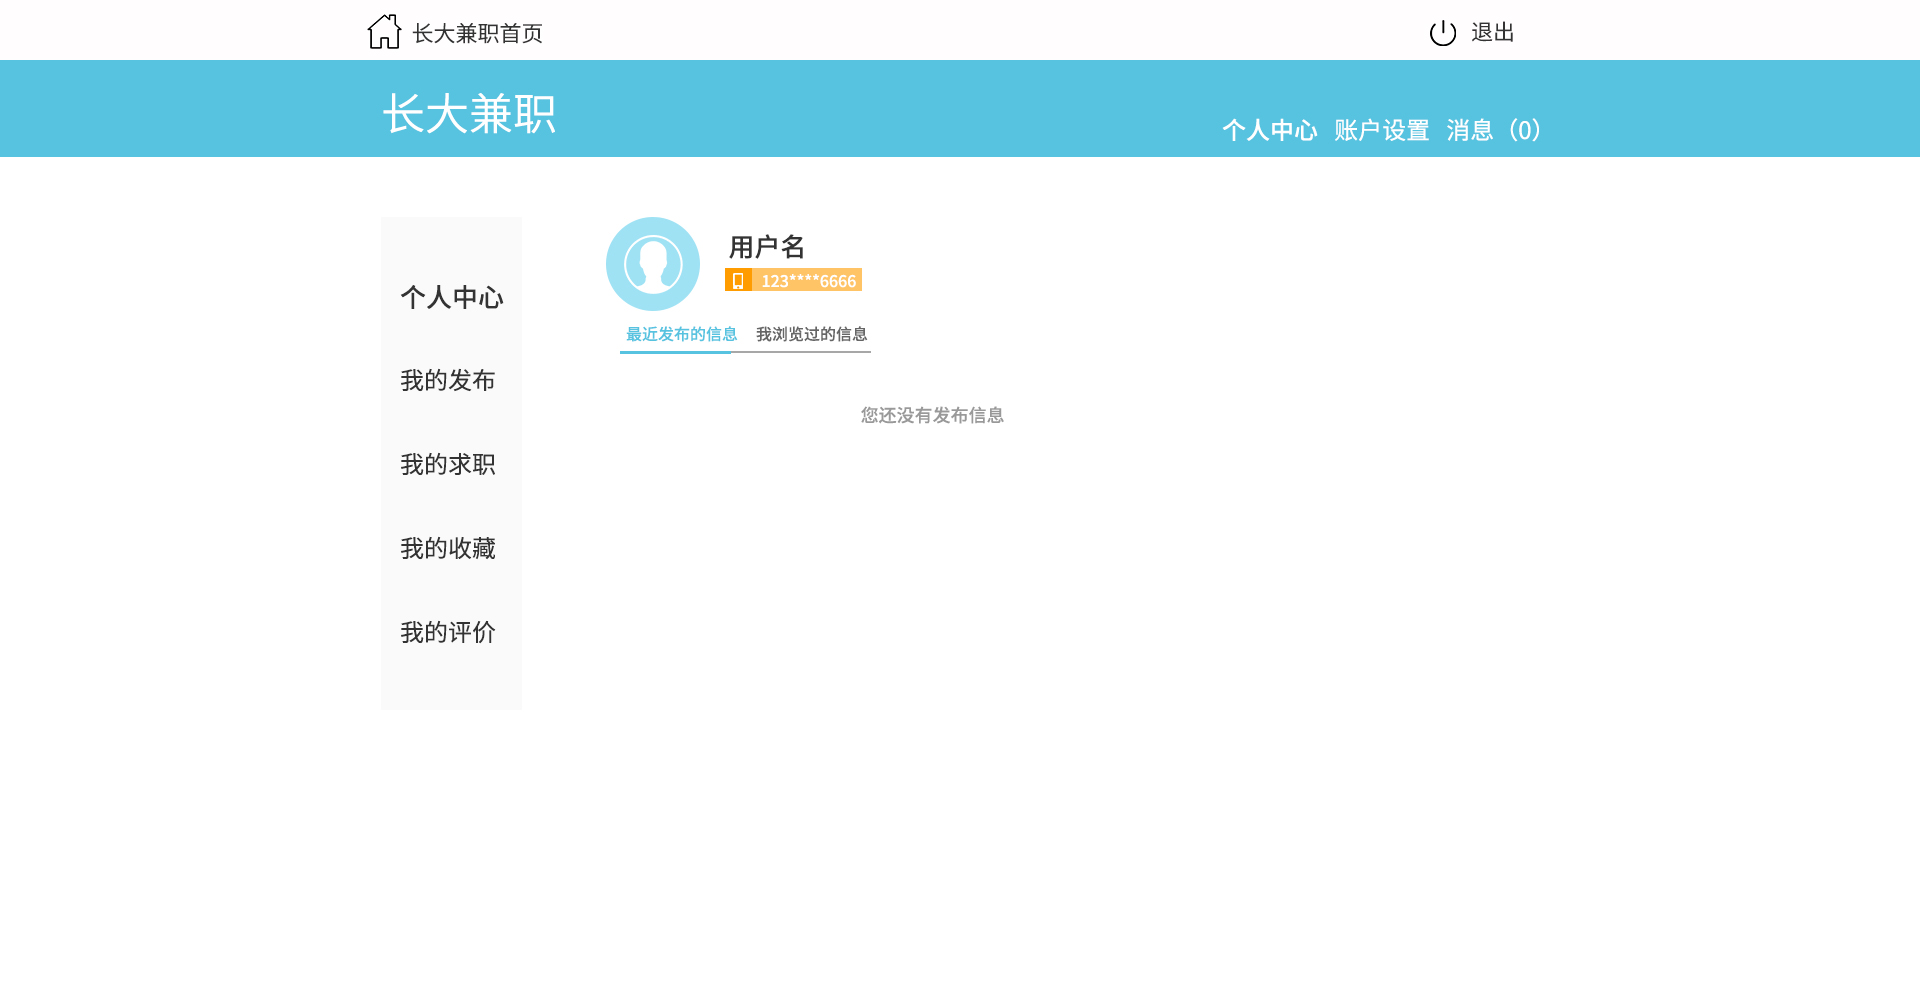 长大兼职首页
退出
长大兼职
个人中心 账户设置 消息（0）
个人中心
我的发布
我的求职
我的收藏
我的评价
用户名
123****6666
最近发布的信息 我浏览过的信息
您还没有发布信息